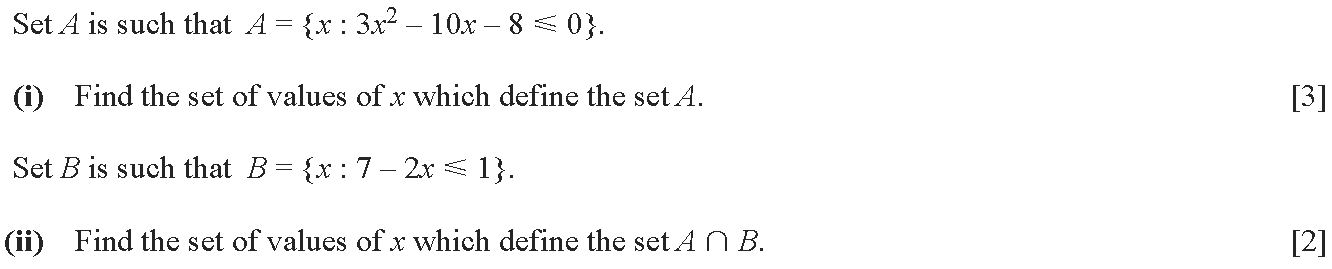 Set A is such that A = {x : 3x² – 10x – 8 ⩽ 0}.
(i) Find the set of values of x which define the set A. [3]
Set B is such that B = {x : 7 – 2x ⩽ 1}.
(ii) Find the set of values of x which define the set A ∩ B. [2]